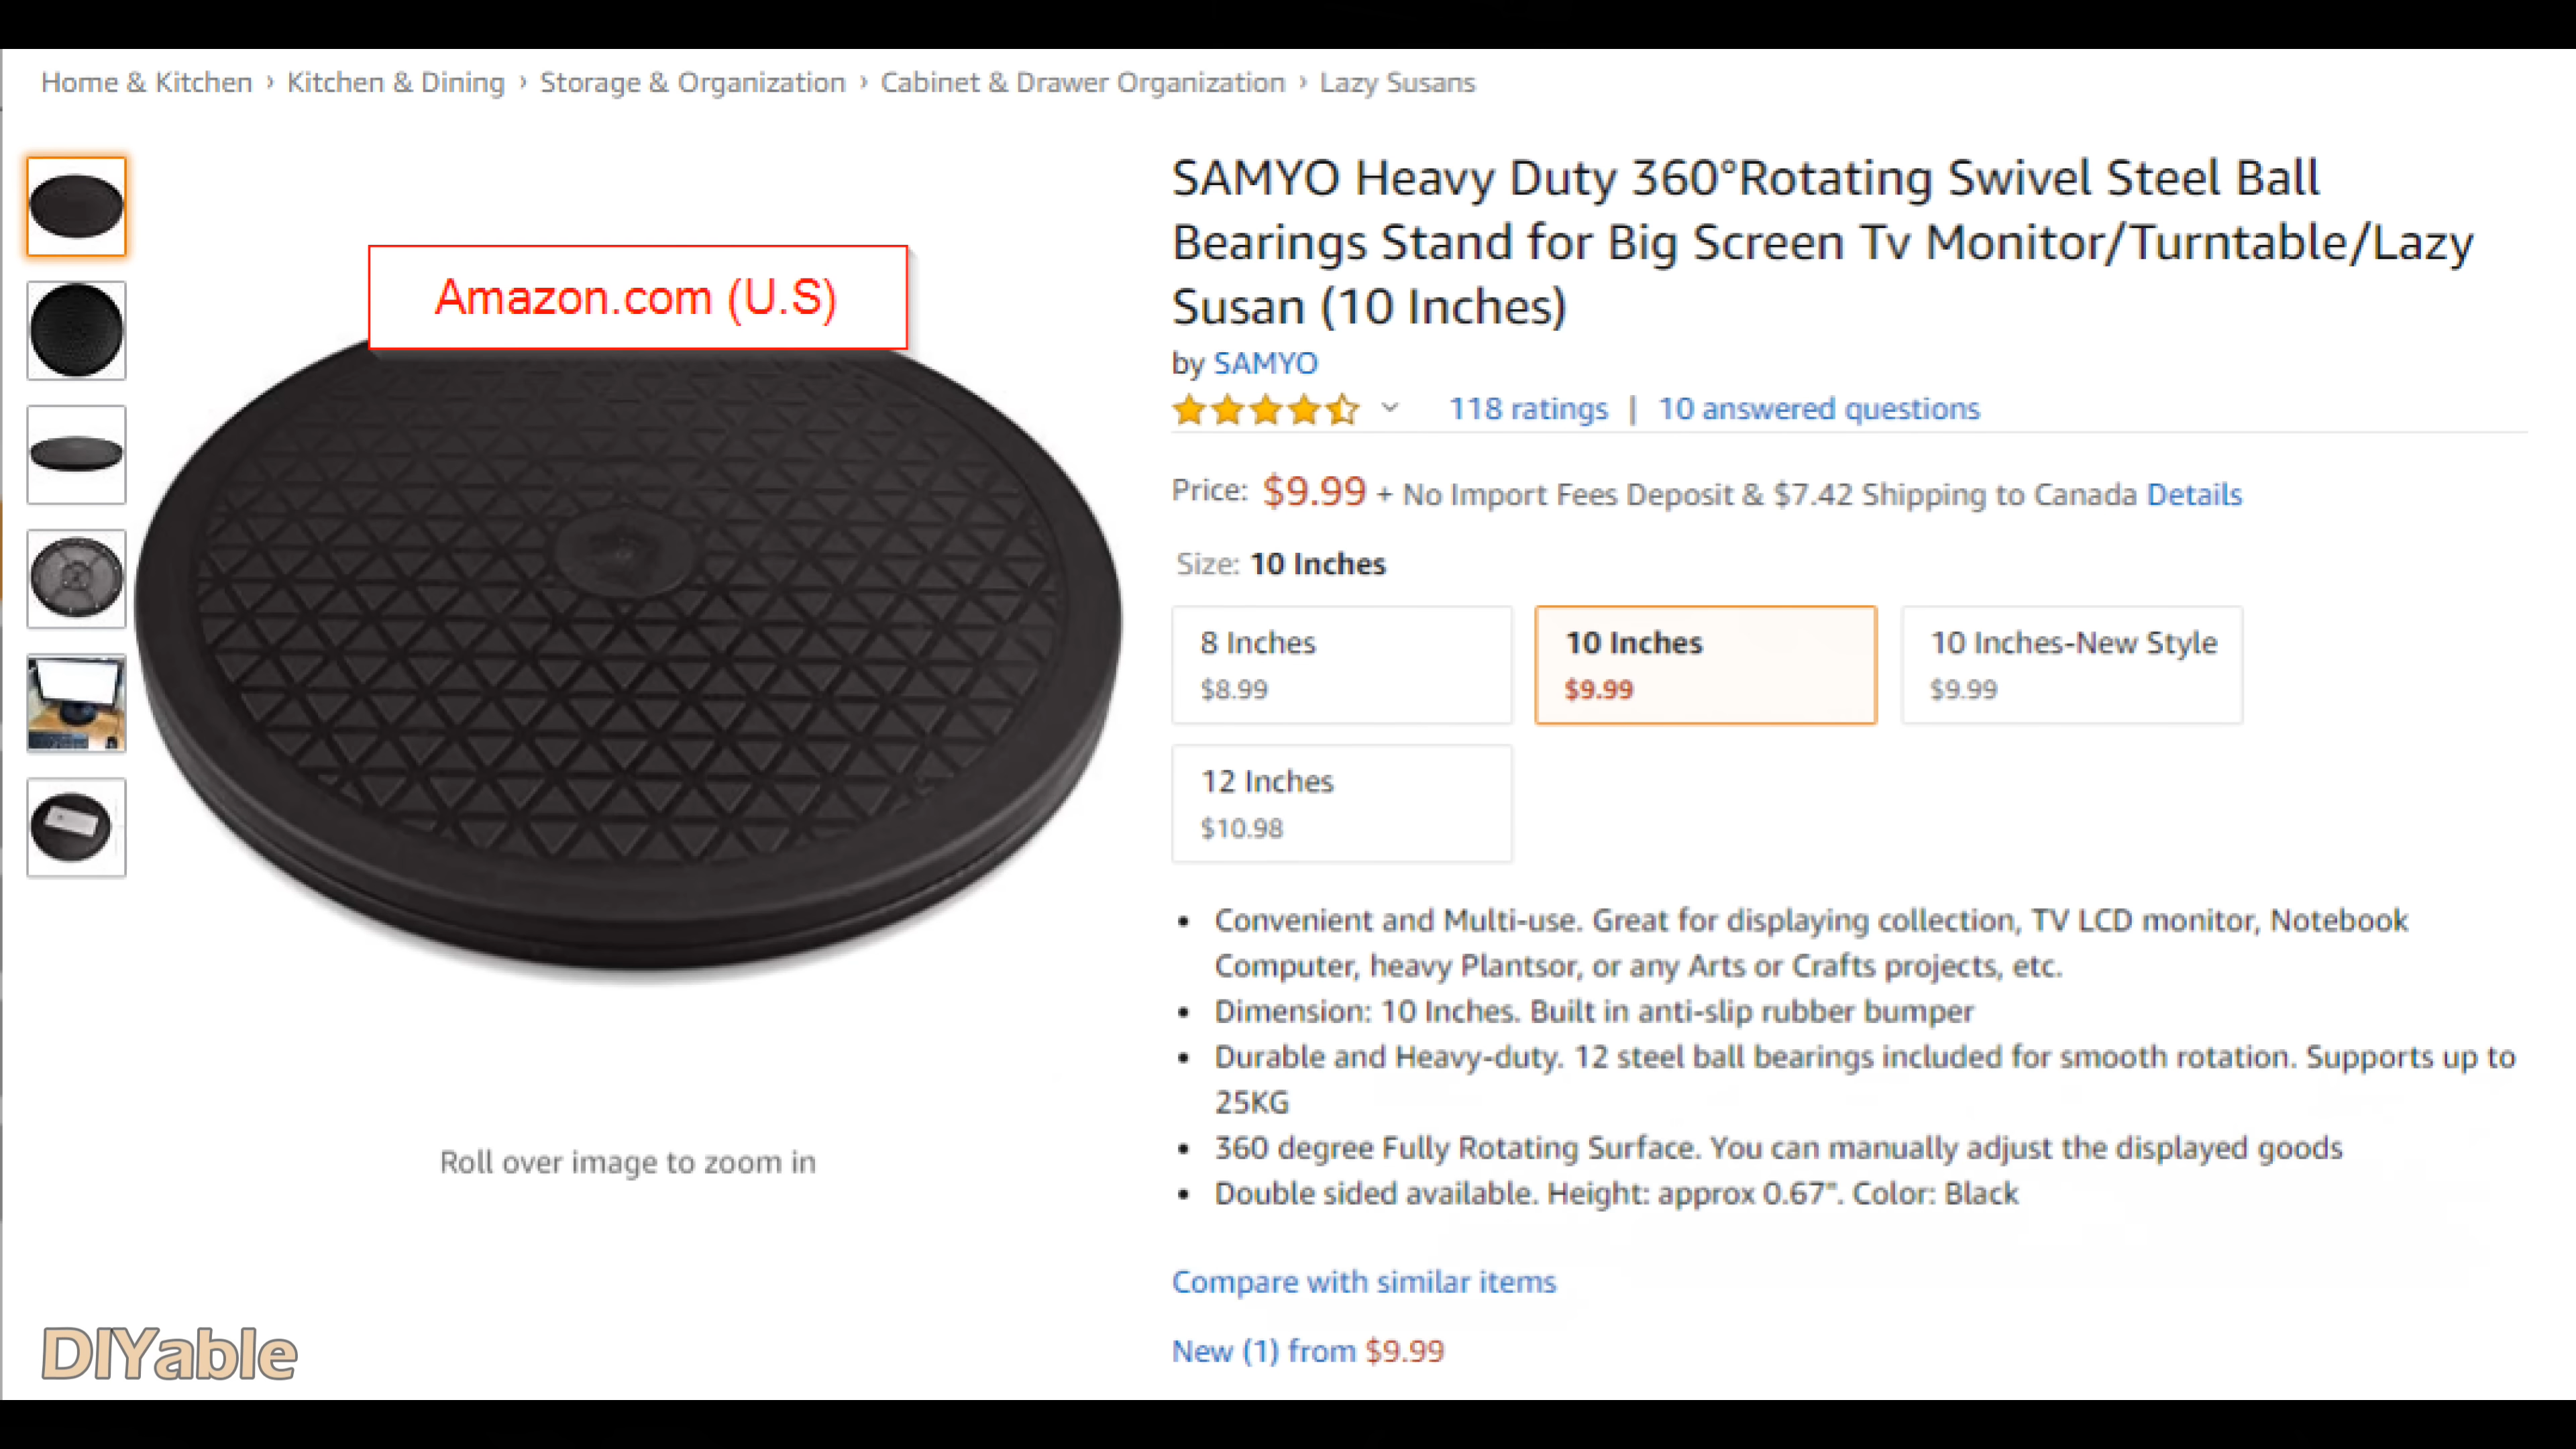 Home & Kitchen › Kitchen & Dining › Storage & Organization › Cabinet & Drawer Organization › Lazy Susans
Amazon.com (U.S)
SAMYO Heavy Duty 360°Rotating Swivel Steel Ball
Bearings Stand for Big Screen Tv Monitor/Turntable/Lazy
Susan (10 Inches)
by SAMYO
118 ratings | 10 answered questions
Price: $9.99 + No Import Fees Deposit & $7.42 Shipping to Canada Details
Size: 10 Inches
8 Inches
$8.99
10 Inches
$9.99
10 Inches-New Style
$9.99
12 Inches
$10.98
• Convenient and Multi-use. Great for displaying collection, TV LCD monitor, Notebook
Computer, heavy Plantsor, or any Arts or Crafts projects, etc.
• Dimension: 10 Inches. Built in anti-slip rubber bumper
• Durable and Heavy-duty. 12 steel ball bearings included for smooth rotation. Supports up to
25KG
• 360 degree Fully Rotating Surface. You can manually adjust the displayed goods
• Double sided available. Height: approx 0.67". Color: Black
Roll over image to zoom in
Compare with similar items
New (1) from $9.99
DIYable